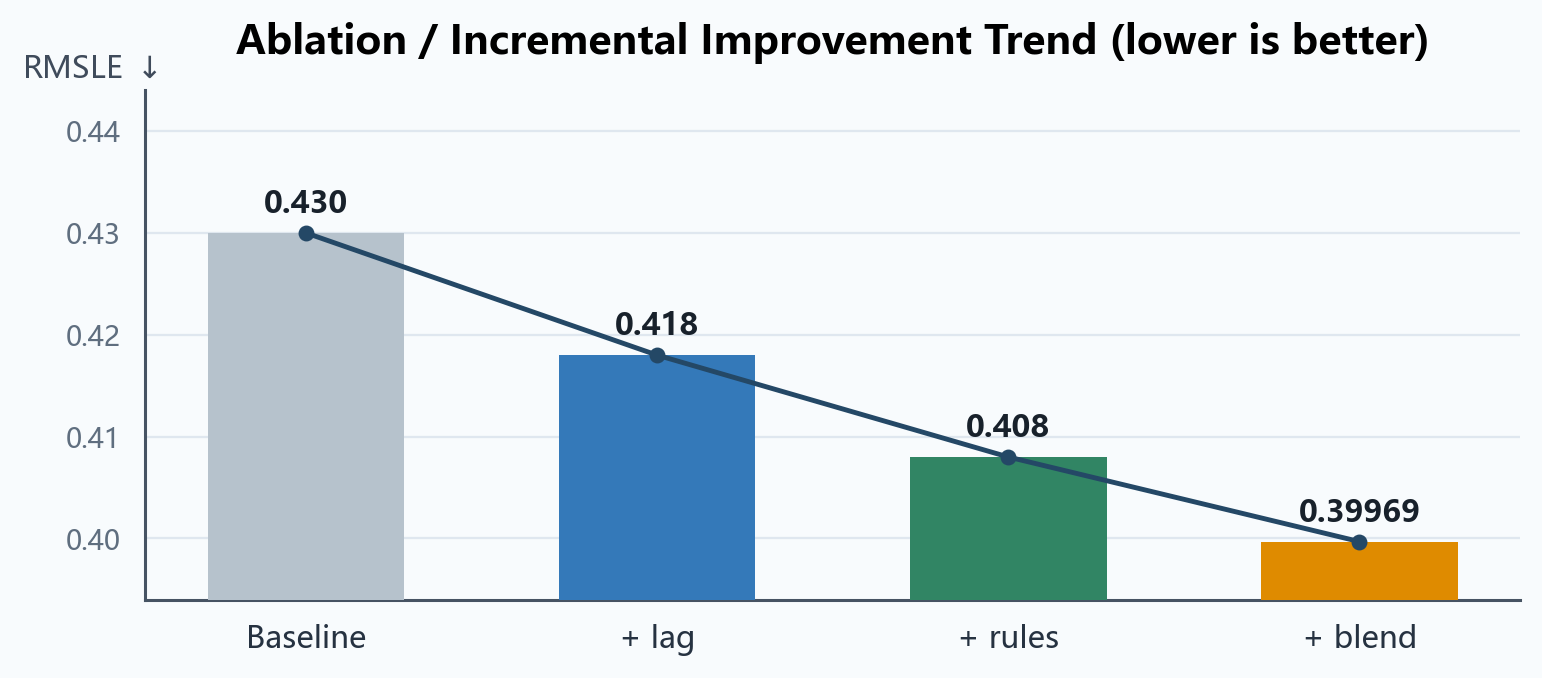 Ablation / Incremental Improvement Trend (lower is better)
RMSLE ↓
0.44
0.43
0.42
0.41
0.40
0.430
0.418
0.408
0.39969
Baseline
+ lag
+ rules
+ blend